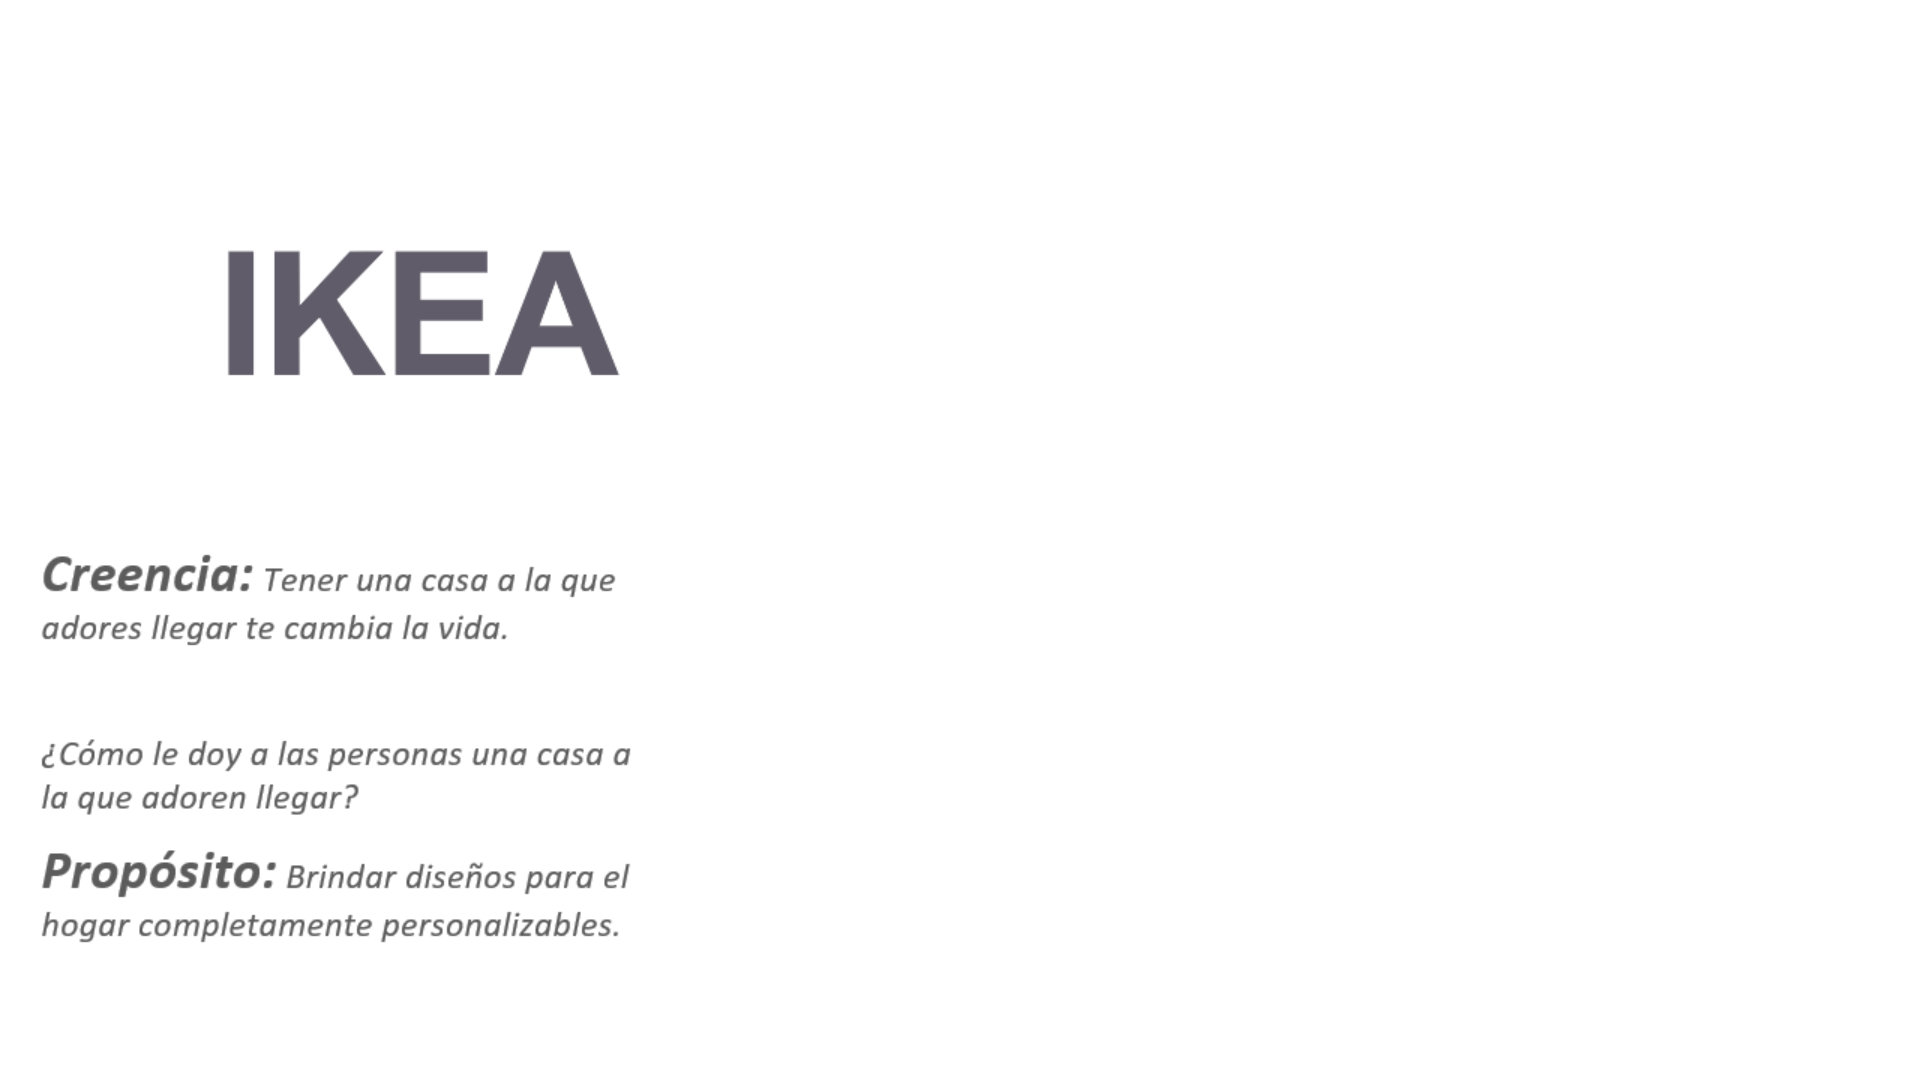 IKEA
Creencia: Tener una casa a la que
adores llegar te cambia la vida.
¿Cómo le doy a las personas una casa a
la que adoren llegar?
Propósito: Brindar diseños para el
hogar completamente personalizables.